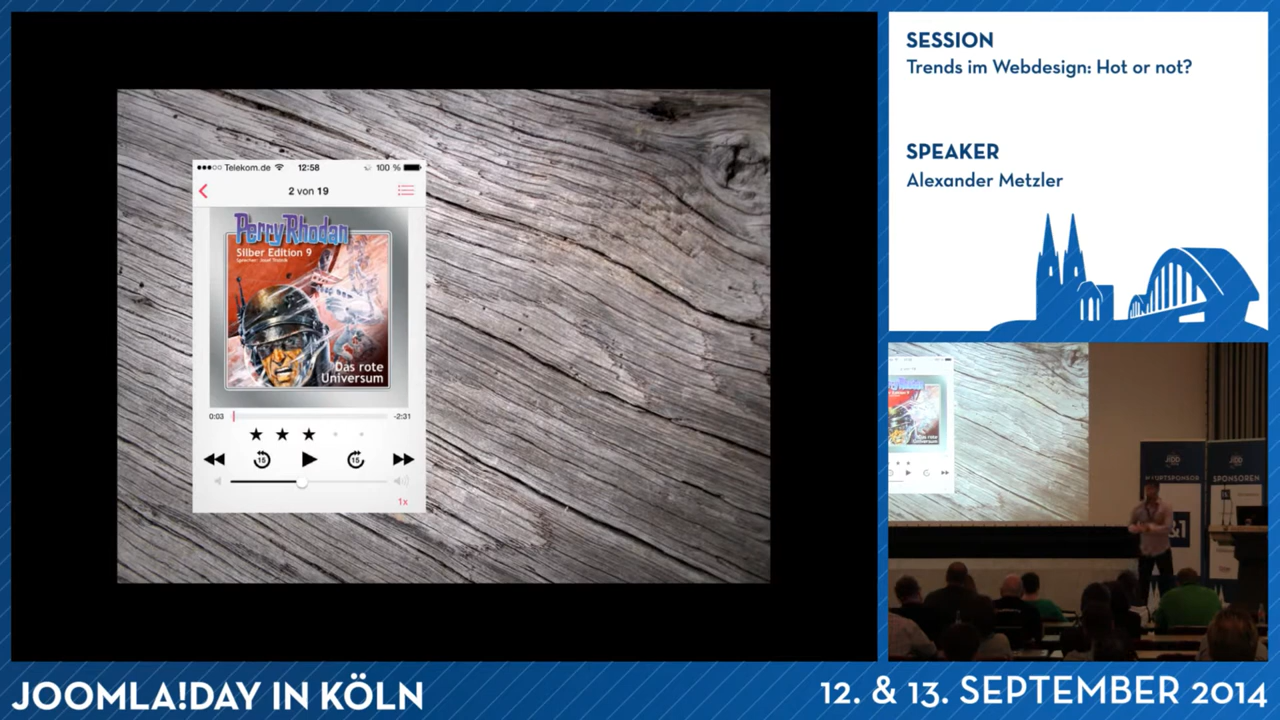 SESSION
Trends im Webdesign: Hot or not?
SPEAKER
Alexander Metzler
Telekom.de 12:58 100 %
2 von 19
Perry Rhodan
Silber Edition 9
Das rote
Universum
0:03 -2:31
15 15
1x
SPONSOREN
JOOMLA!DAY IN KÖLN
12. & 13. SEPTEMBER 2014